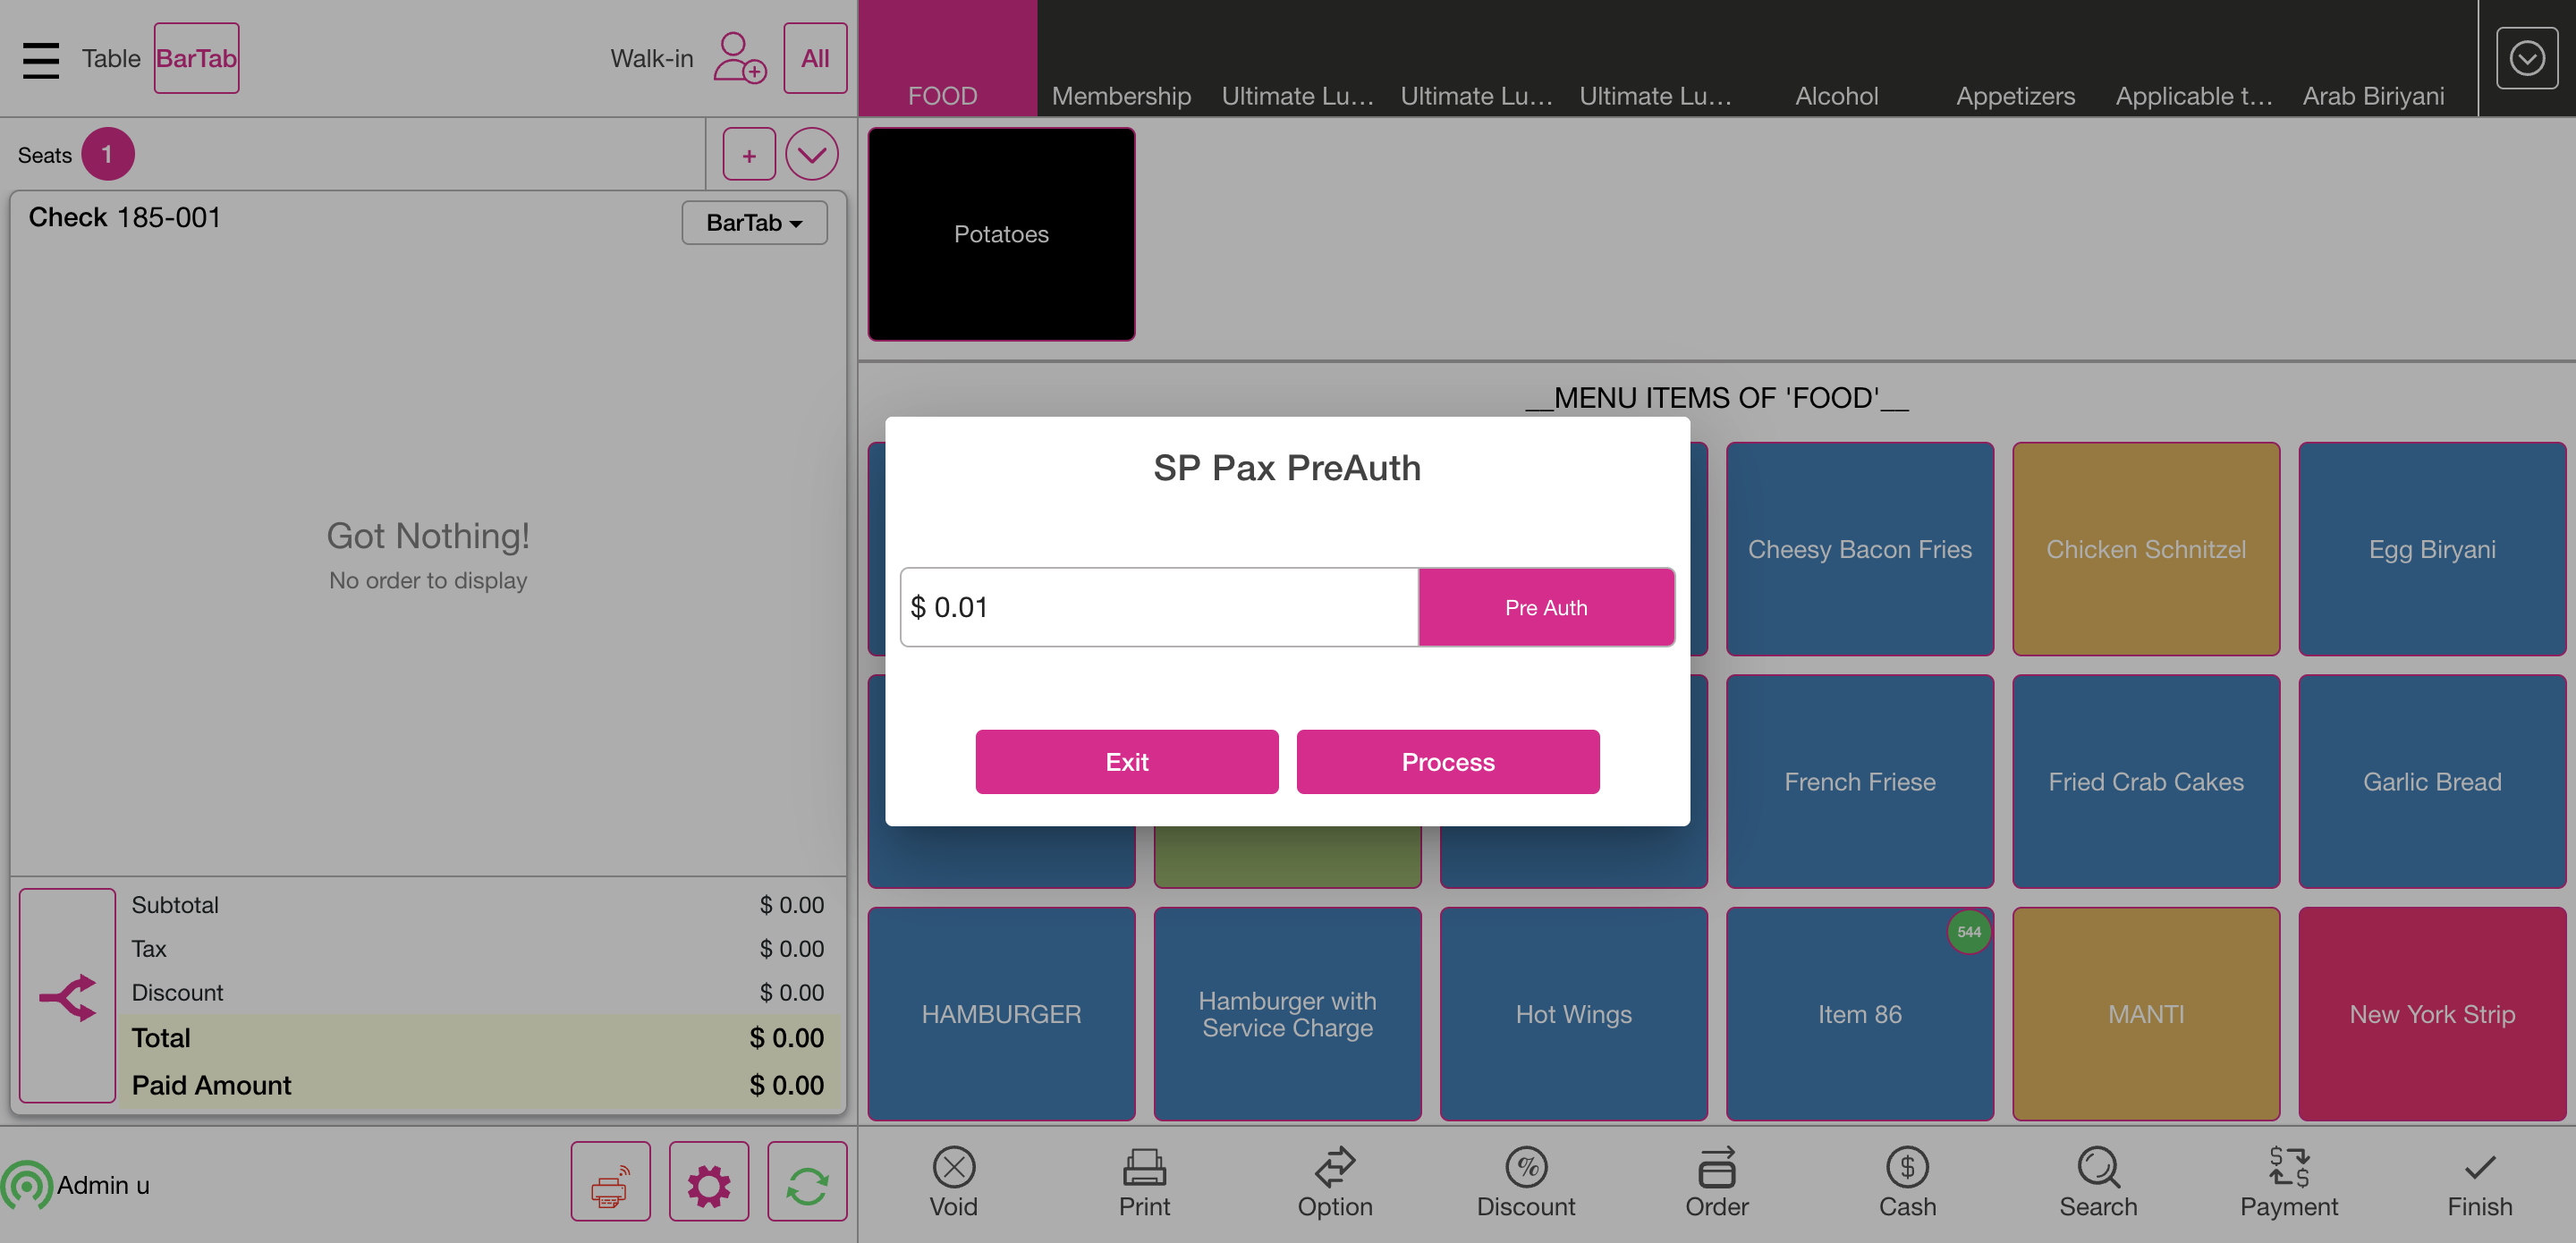 Table BarTab Walk-in All
FOOD Membership Ultimate Lu... Ultimate Lu... Ultimate Lu... Alcohol Appetizers Applicable t... Arab Biriyani
Seats 1 +
Check 185-001 BarTab
Potatoes
Got Nothing!
No order to display
__MENU ITEMS OF 'FOOD'__
SP Pax PreAuth
$ 0.01 Pre Auth
Exit Process
Cheesy Bacon Fries Chicken Schnitzel Egg Biryani
French Friese Fried Crab Cakes Garlic Bread
544
HAMBURGER Hamburger with Hot Wings Item 86 MANTI New York Strip
Service Charge
Subtotal $ 0.00
Tax $ 0.00
Discount $ 0.00
Total $ 0.00
Paid Amount $ 0.00
Admin u
Void Print Option Discount Order Cash Search Payment Finish